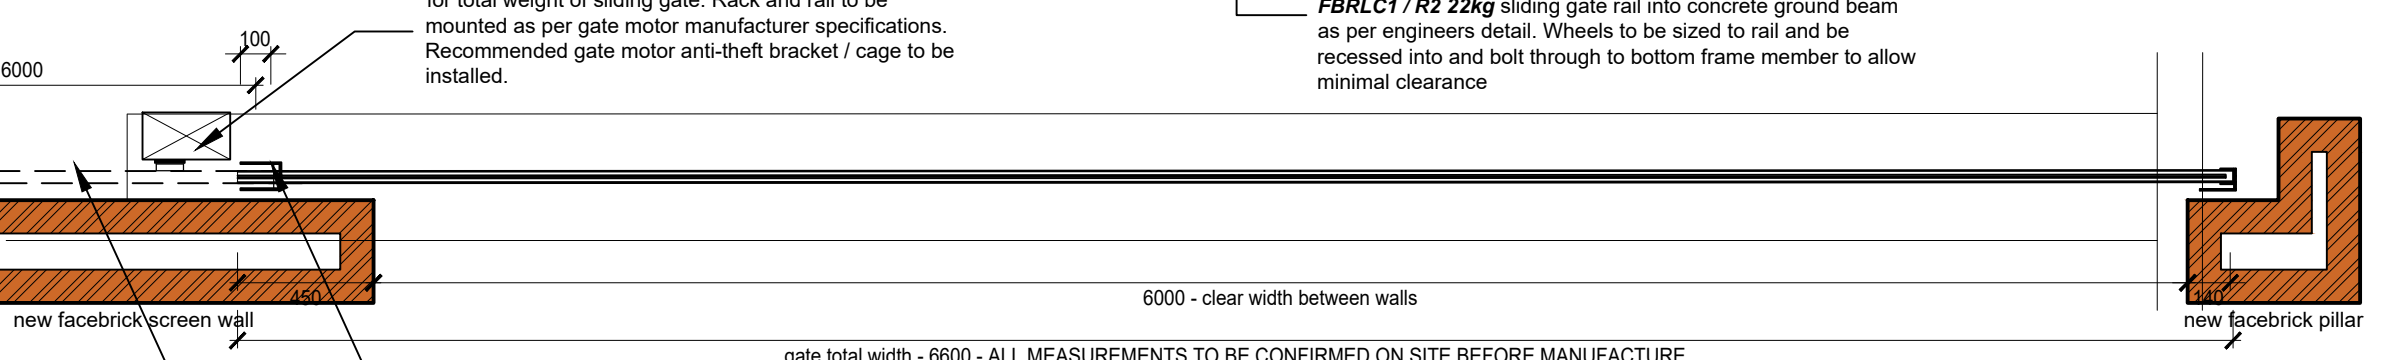 for total weight of sliding gate. Rack and rail to be
mounted as per gate motor manufacturer specifications.
Recommended gate motor anti-theft bracket / cage to be
installed.
FBRLC1 / R2 22kg sliding gate rail into concrete ground beam
as per engineers detail. Wheels to be sized to rail and be
recessed into and bolt through to bottom frame member to allow
minimal clearance
100
6000
450
6000 - clear width between walls
140
new facebrick screen wall
new facebrick pillar
gate total width - 6600 - ALL MEASUREMENTS TO BE CONFIRMED ON SITE BEFORE MANUFACTURE